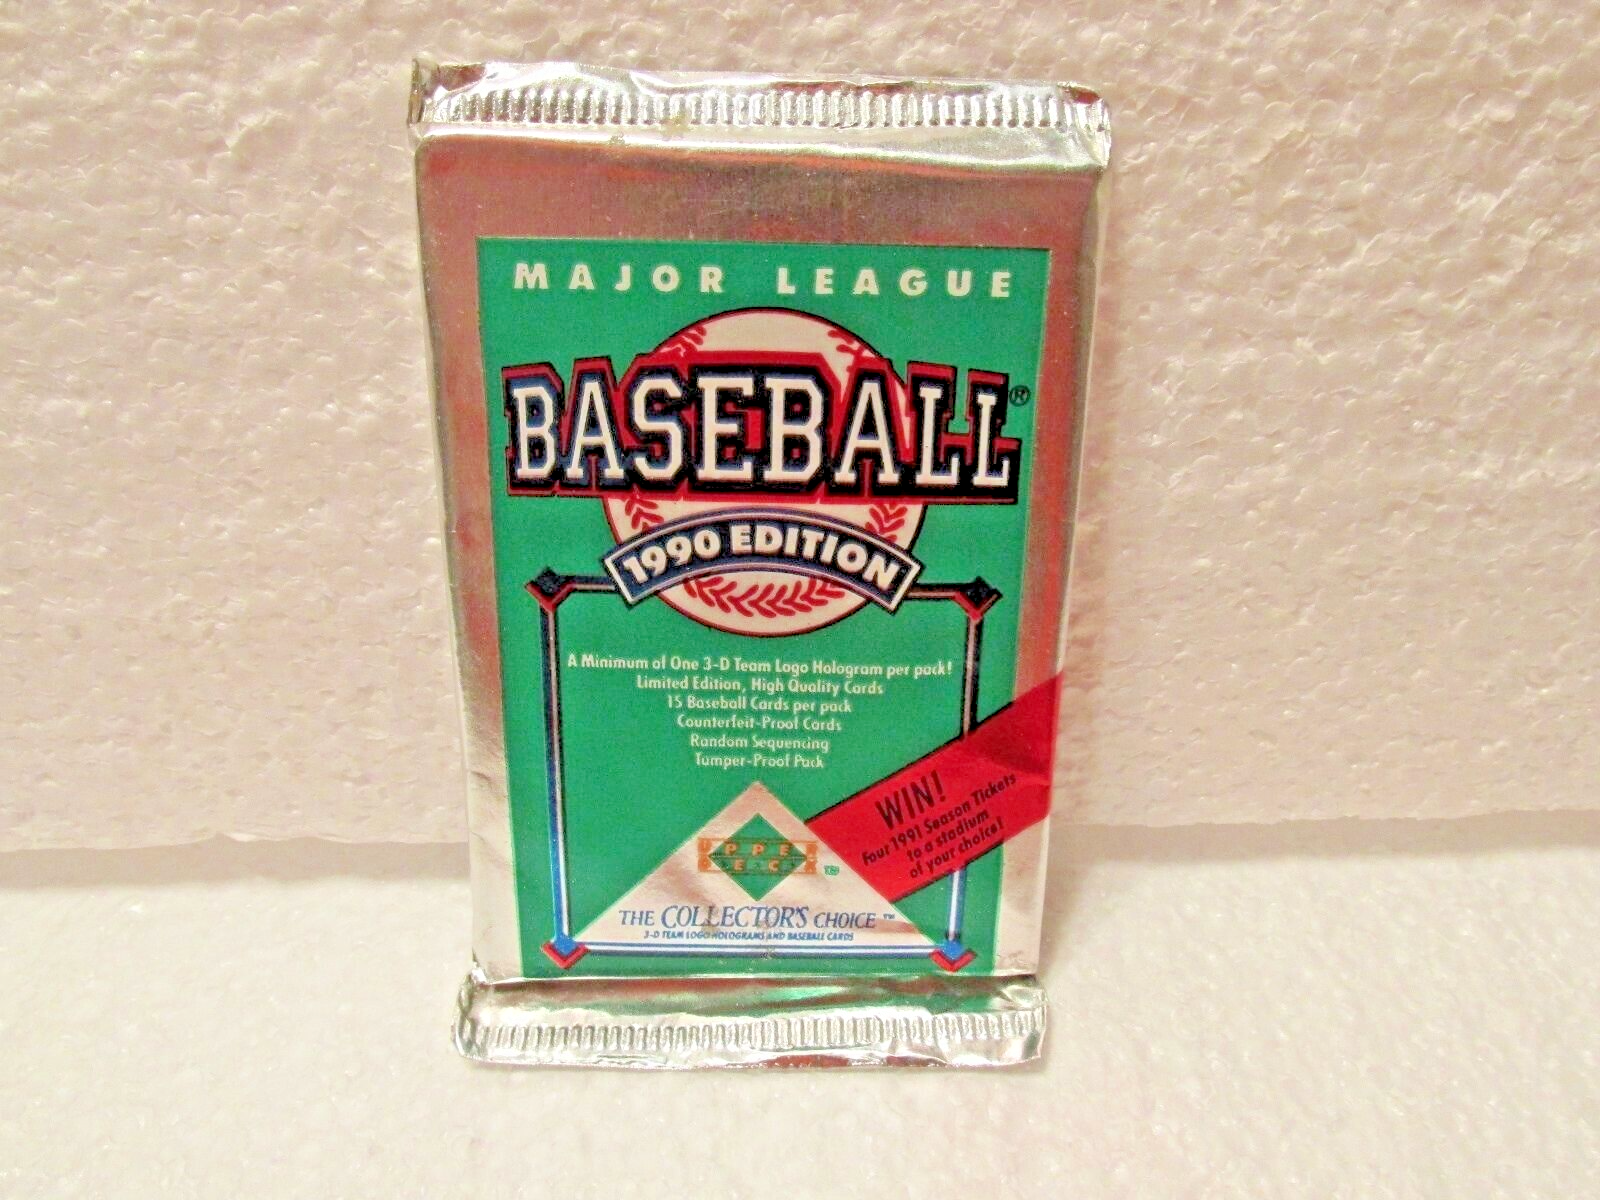 MAJOR LEAGUE
BASEBALL®
1990 EDITION
A Minimum of One 3-D Team Logo Hologram per pack!
Limited Edition, High Quality Cards
15 Baseball Cards per pack
Counterfeit-Proof Cards
Random Sequencing
Tamper-Proof Pack
WIN!
Four 1991 Season Tickets
to a stadium
of your choice!
UPPER
DECK
THE COLLECTOR'S CHOICE™
3-D TEAM LOGO HOLOGRAMS AND BASEBALL CARDS